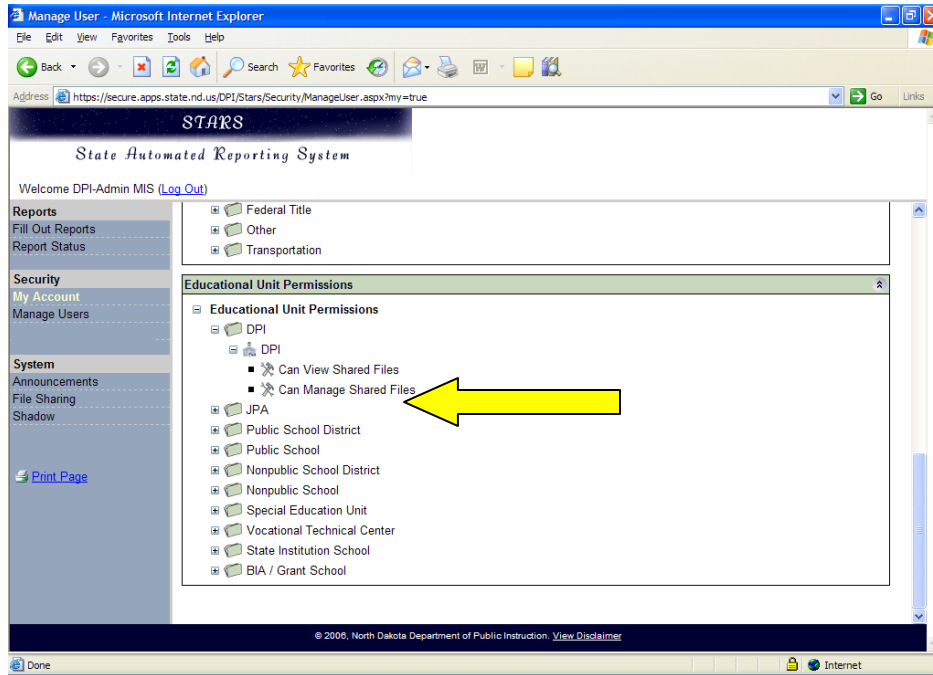 Manage User - Microsoft Internet Explorer
File Edit View Favorites Tools Help
Back Search Favorites
Address https://secure.apps.state.nd.us/DPI/Stars/Security/ManageUser.aspx?my=true Go Links
STARS
State Automated Reporting System
Welcome DPI-Admin MIS (Log Out)
Reports
Fill Out Reports
Report Status
Security
My Account
Manage Users
System
Announcements
File Sharing
Shadow
Print Page
Federal Title
Other
Transportation
Educational Unit Permissions
Educational Unit Permissions
DPI
DPI
Can View Shared Files
Can Manage Shared Files
JPA
Public School District
Public School
Nonpublic School District
Nonpublic School
Special Education Unit
Vocational Technical Center
State Institution School
BIA / Grant School
© 2006, North Dakota Department of Public Instruction. View Disclaimer
Done Internet